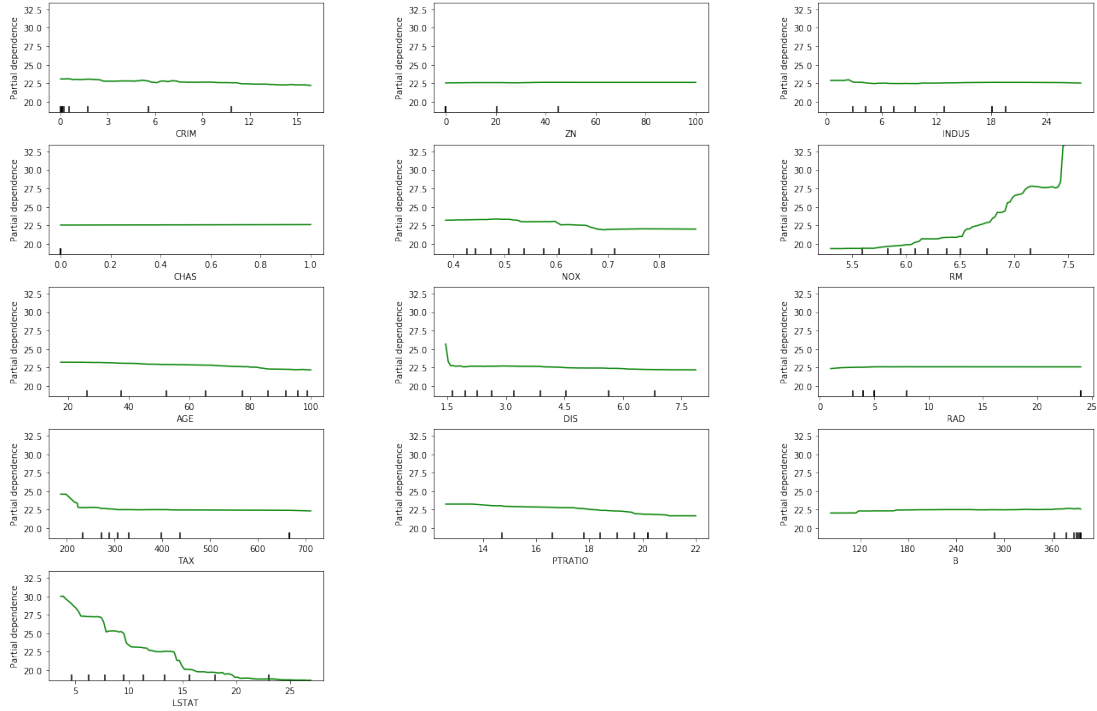 32.5
30.0
27.5
25.0
22.5
20.0
Partial dependence
0 3 6 9 12 15
CRIM
32.5
30.0
27.5
25.0
22.5
20.0
Partial dependence
0 20 40 60 80 100
ZN
32.5
30.0
27.5
25.0
22.5
20.0
Partial dependence
0 6 12 18 24
INDUS
32.5
30.0
27.5
25.0
22.5
20.0
Partial dependence
0.0 0.2 0.4 0.6 0.8 1.0
CHAS
32.5
30.0
27.5
25.0
22.5
20.0
Partial dependence
0.4 0.5 0.6 0.7 0.8
NOX
32.5
30.0
27.5
25.0
22.5
20.0
Partial dependence
5.5 6.0 6.5 7.0 7.5
RM
32.5
30.0
27.5
25.0
22.5
20.0
Partial dependence
20 40 60 80 100
AGE
32.5
30.0
27.5
25.0
22.5
20.0
Partial dependence
1.5 3.0 4.5 6.0 7.5
DIS
32.5
30.0
27.5
25.0
22.5
20.0
Partial dependence
0 5 10 15 20 25
RAD
32.5
30.0
27.5
25.0
22.5
20.0
Partial dependence
200 300 400 500 600 700
TAX
32.5
30.0
27.5
25.0
22.5
20.0
Partial dependence
14 16 18 20 22
PTRATIO
32.5
30.0
27.5
25.0
22.5
20.0
Partial dependence
120 180 240 300 360
B
32.5
30.0
27.5
25.0
22.5
20.0
Partial dependence
5 10 15 20 25
LSTAT